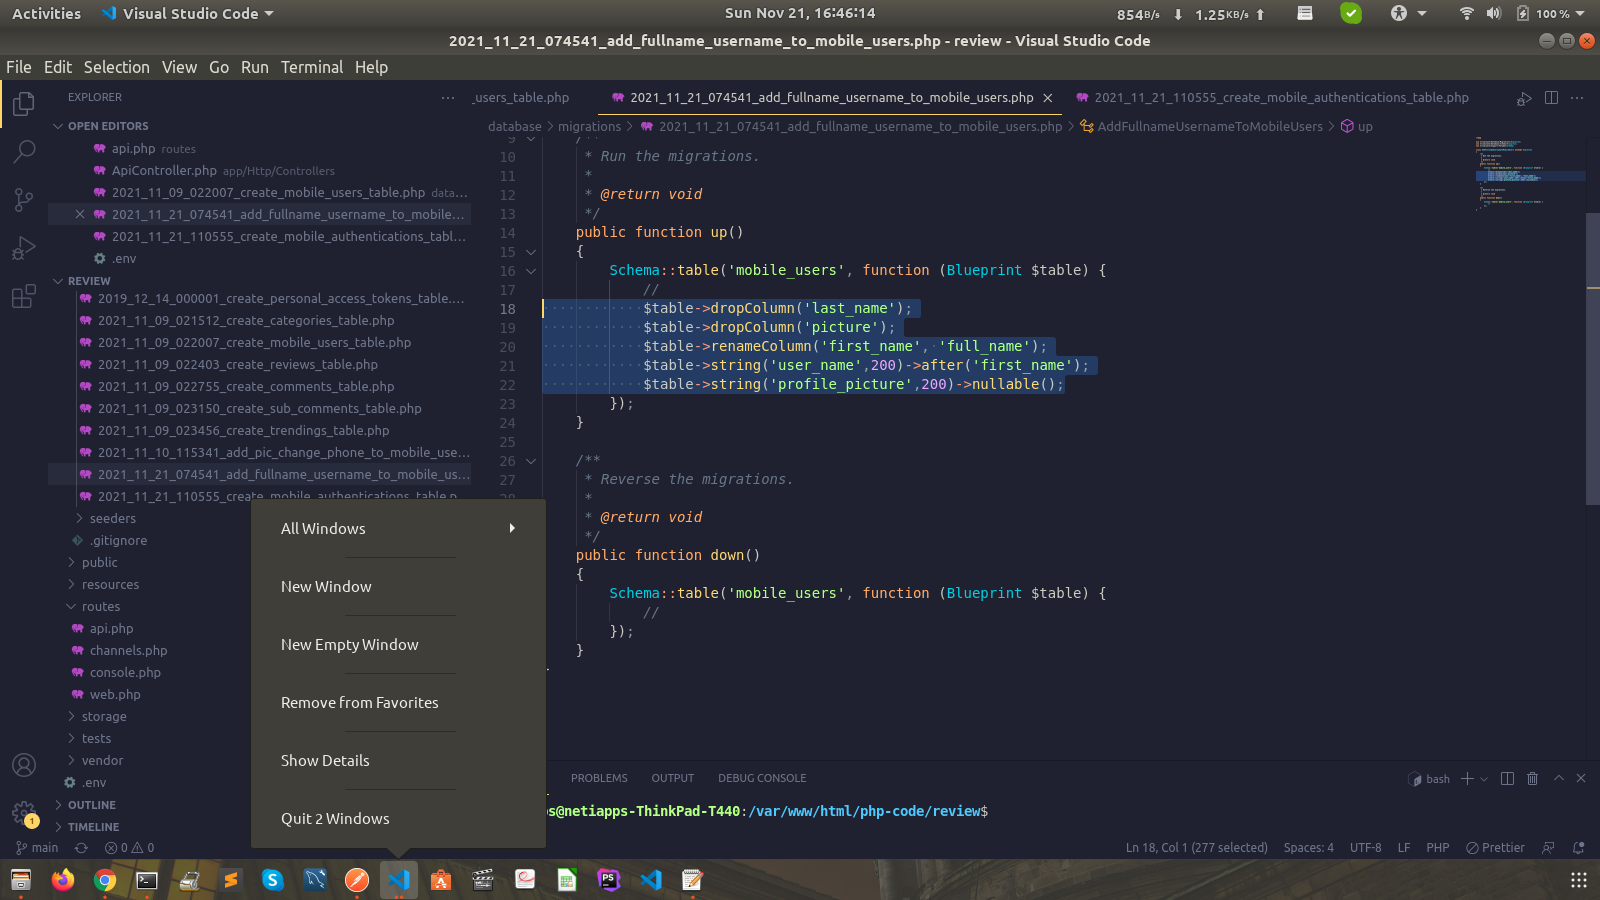 Activities
Visual Studio Code
Sun Nov 21, 16:46:14
854B/s
1.25KB/s
100 %
2021_11_21_074541_add_fullname_username_to_mobile_users.php - review - Visual Studio Code
File Edit Selection View Go Run Terminal Help
EXPLORER
_users_table.php
2021_11_21_074541_add_fullname_username_to_mobile_users.php
2021_11_21_110555_create_mobile_authentications_table.php
database > migrations > 2021_11_21_074541_add_fullname_username_to_mobile_users.php > AddFullnameUsernameToMobileUsers > up
OPEN EDITORS
api.php routes
ApiController.php app/Http/Controllers
2021_11_09_022007_create_mobile_users_table.php data...
2021_11_21_074541_add_fullname_username_to_mobile...
2021_11_21_110555_create_mobile_authentications_tabl...
.env
REVIEW
2019_12_14_000001_create_personal_access_tokens_table....
2021_11_09_021512_create_categories_table.php
2021_11_09_022007_create_mobile_users_table.php
2021_11_09_022403_create_reviews_table.php
2021_11_09_022755_create_comments_table.php
2021_11_09_023150_create_sub_comments_table.php
2021_11_09_023456_create_trendings_table.php
2021_11_10_115341_add_pic_change_phone_to_mobile_use...
2021_11_21_074541_add_fullname_username_to_mobile_us...
2021_11_21_110555_create_mobile_authentications_table.p
seeders
.gitignore
public
resources
routes
api.php
channels.php
console.php
web.php
storage
tests
vendor
.env
OUTLINE
TIMELINE
9 /**
10 * Run the migrations.
11 *
12 * @return void
13 */
14 public function up()
15 {
16 Schema::table('mobile_users', function (Blueprint $table) {
17 //
18 $table->dropColumn('last_name');
19 $table->dropColumn('picture');
20 $table->renameColumn('first_name', 'full_name');
21 $table->string('user_name',200)->after('first_name');
22 $table->string('profile_picture',200)->nullable();
23 });
24 }
25
26 /**
27 * Reverse the migrations.
28 *
* @return void
*/
public function down()
{
Schema::table('mobile_users', function (Blueprint $table) {
//
});
}
All Windows
New Window
New Empty Window
Remove from Favorites
Show Details
Quit 2 Windows
PROBLEMS OUTPUT DEBUG CONSOLE
bash
ps@netiapps-ThinkPad-T440:/var/www/html/php-code/review$
1
main
0 0
Ln 18, Col 1 (277 selected) Spaces: 4 UTF-8 LF PHP Prettier